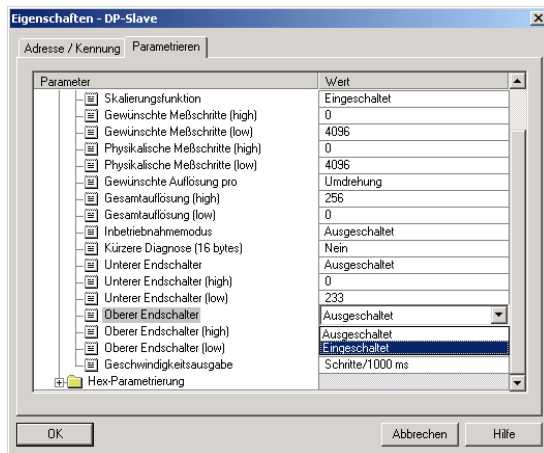 Eigenschaften - DP-Slave
Adresse / Kennung Parametrieren
Parameter Wert
Skalierungsfunktion Eingeschaltet
Gewünschte Meßschritte (high) 0
Gewünschte Meßschritte (low) 4096
Physikalische Meßschritte (high) 0
Physikalische Meßschritte (low) 4096
Gewünschte Auflösung pro Umdrehung
Gesamtauflösung (high) 256
Gesamtauflösung (low) 0
Inbetriebnahmemodus Ausgeschaltet
Kürzere Diagnose (16 bytes) Nein
Unterer Endschalter Ausgeschaltet
Unterer Endschalter (high) 0
Unterer Endschalter (low) 233
Oberer Endschalter Ausgeschaltet
Oberer Endschalter (high) Ausgeschaltet
Oberer Endschalter (low) Eingeschaltet
Geschwindigkeitsausgabe Schritte/1000 ms
Hex-Parametrierung
OK Abbrechen Hilfe